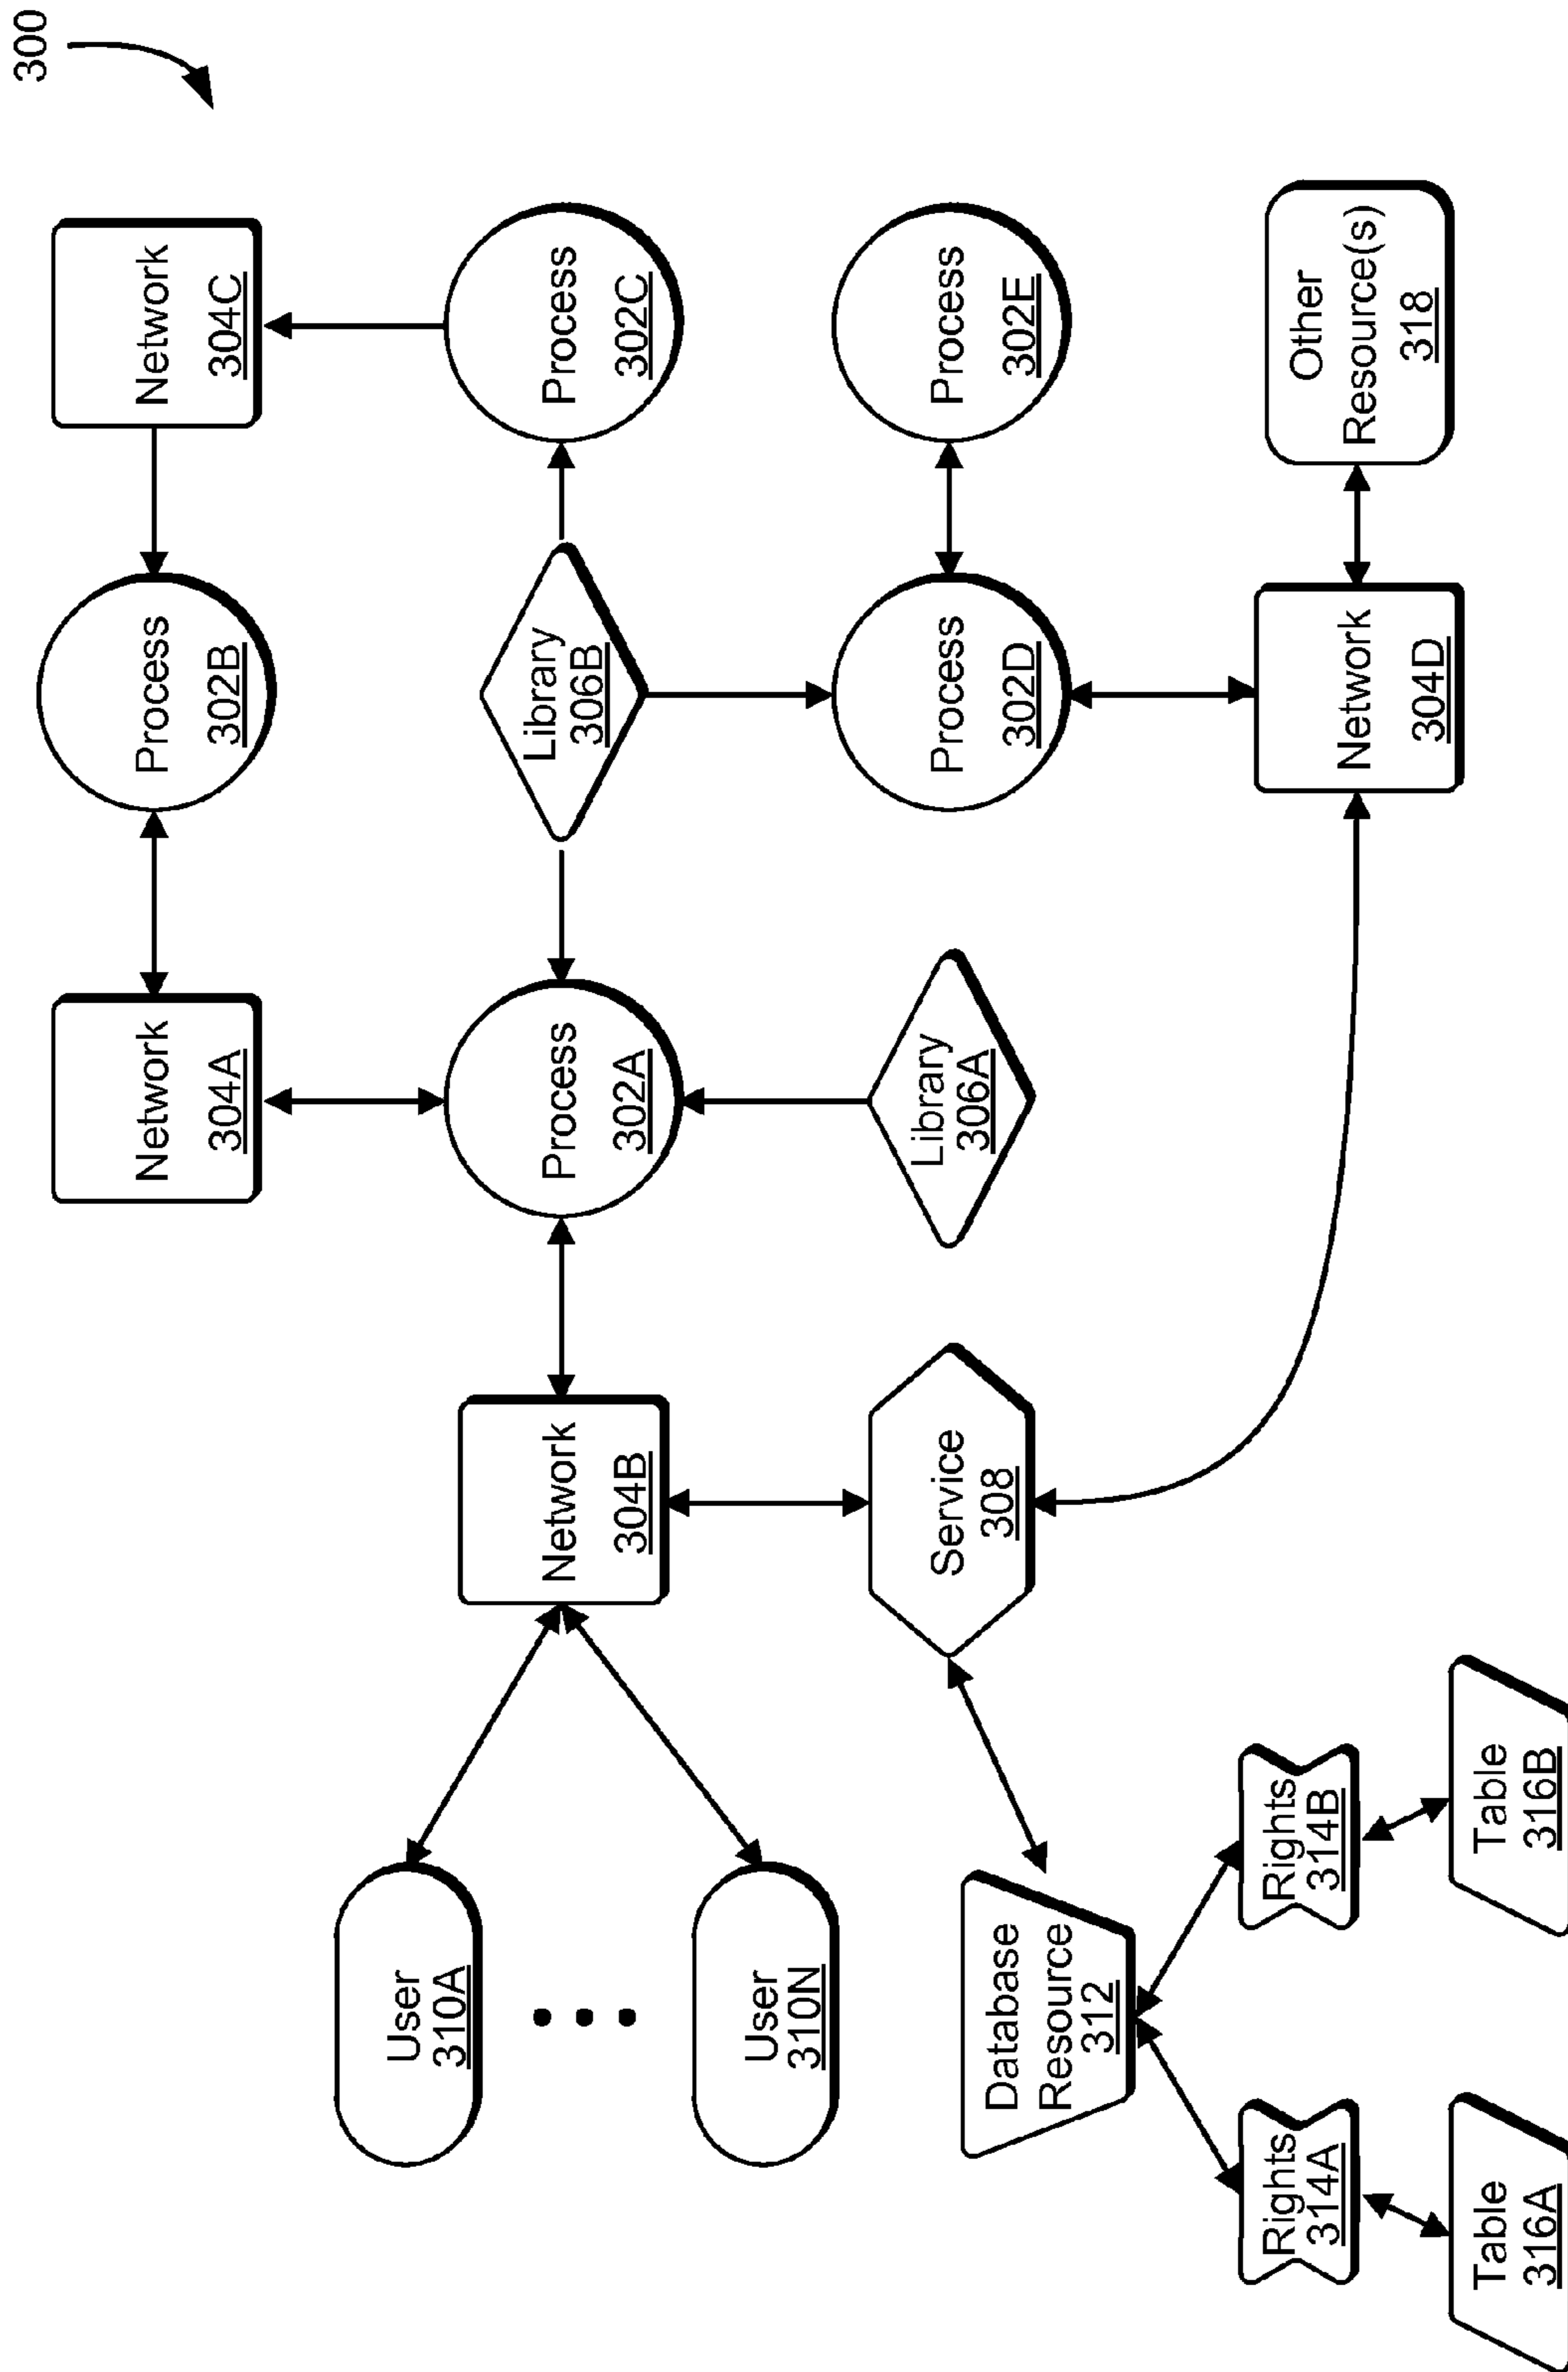 300
Network
304A
Process
302B
Network
304C
User
310A
User
310N
Network
304B
Process
302A
Library
306B
Process
302C
Database
Resource
312
Service
308
Library
306A
Process
302D
Process
302E
Rights
314A
Rights
314B
Network
304D
Other
Resource(s)
318
Table
316A
Table
316B